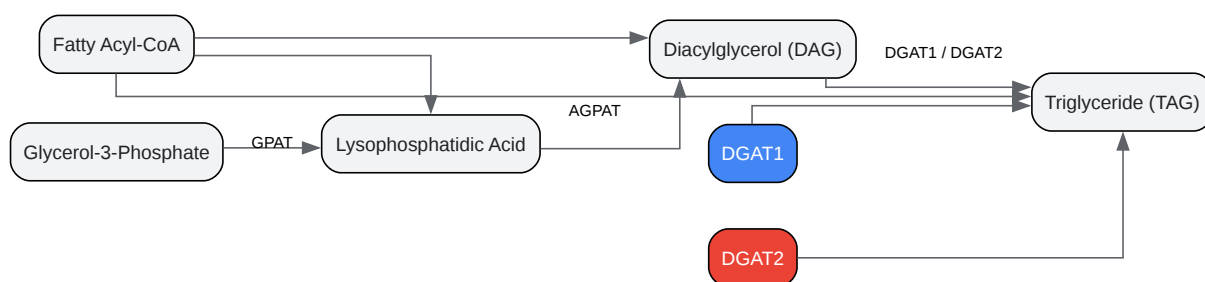 Fatty Acyl-CoA
Diacylglycerol (DAG)
DGAT1 / DGAT2
Triglyceride (TAG)
AGPAT
Glycerol-3-Phosphate
GPAT
Lysophosphatidic Acid
DGAT1
DGAT2